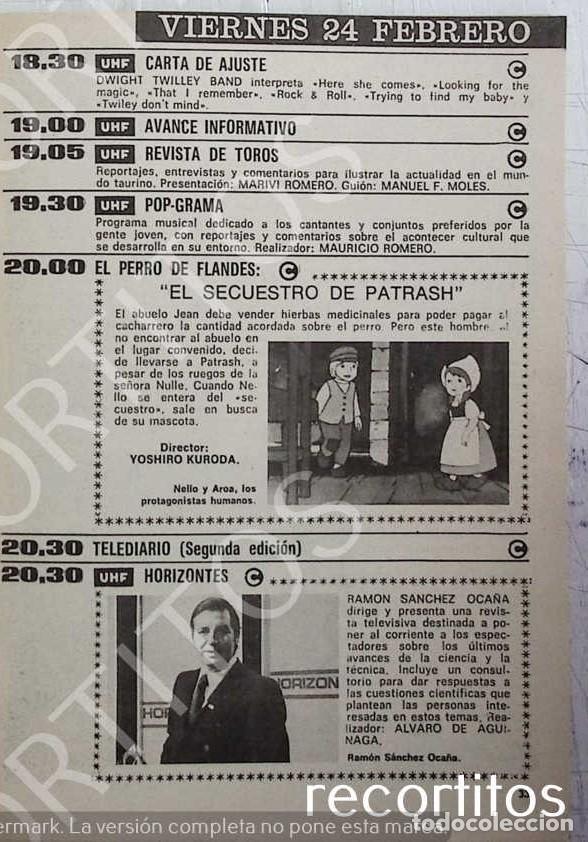 VIERNES 24 FEBRERO
18.30 UHF CARTA DE AJUSTE C
DWIGHT TWILLEY BAND interpreta «Here she comes», «Looking for the
magic», «That I remember», «Rock & Roll», «Trying to find my baby» y
«Twiley don't mind».
19.00 UHF AVANCE INFORMATIVO C
19.05 UHF REVISTA DE TOROS C
Reportajes, entrevistas y comentarios para ilustrar la actualidad en el mun-
do taurino. Presentación: MARIVI ROMERO. Guión: MANUEL F. MOLES.
19.30 UHF POP-GRAMA C
Programa musical dedicado a los cantantes y conjuntos preferidos por la
gente joven, con reportajes y comentarios sobre el acontecer cultural que
se desarrolla en su entorno. Realizador: MAURICIO ROMERO.
20.00 EL PERRO DE FLANDES: C
"EL SECUESTRO DE PATRASH"
El abuelo Jean debe vender hierbas medicinales para poder pagar al
cacharrero la cantidad acordada sobre el perro. Pero este hombre, al
no encontrar al abuelo en
el lugar convenido, deci-
de llevarse a Patrash, a
pesar de los ruegos de la
señora Nulle. Cuando Ne-
llo se entera del «se-
cuestro», sale en busca
de su mascota.
Director:
YOSHIRO KURODA.
Nello y Aroa, los
protagonistas humanos.
20.30 TELEDIARIO (Segunda edición) C
20.30 UHF HORIZONTES C
RAMON SANCHEZ OCAÑA
dirige y presenta una revis-
ta televisiva destinada a po-
ner al corriente a los espec-
tadores sobre los últimos
avances de la ciencia y la
técnica. Incluye un consul-
torio para dar respuestas a
las cuestiones científicas que
plantean las personas inte-
resadas en estos temas. Rea-
lizador: ALVARO DE AGUI-
NAGA.
HORIZON
HOR
Ramón Sánchez Ocaña.
recortitos
ermark. La versión completa no pone esta marca.
todocoleccion